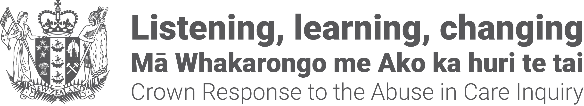 Listening, learning, changing
Mā Whakarongo me Ako ka huri te tai
Crown Response to the Abuse in Care Inquiry